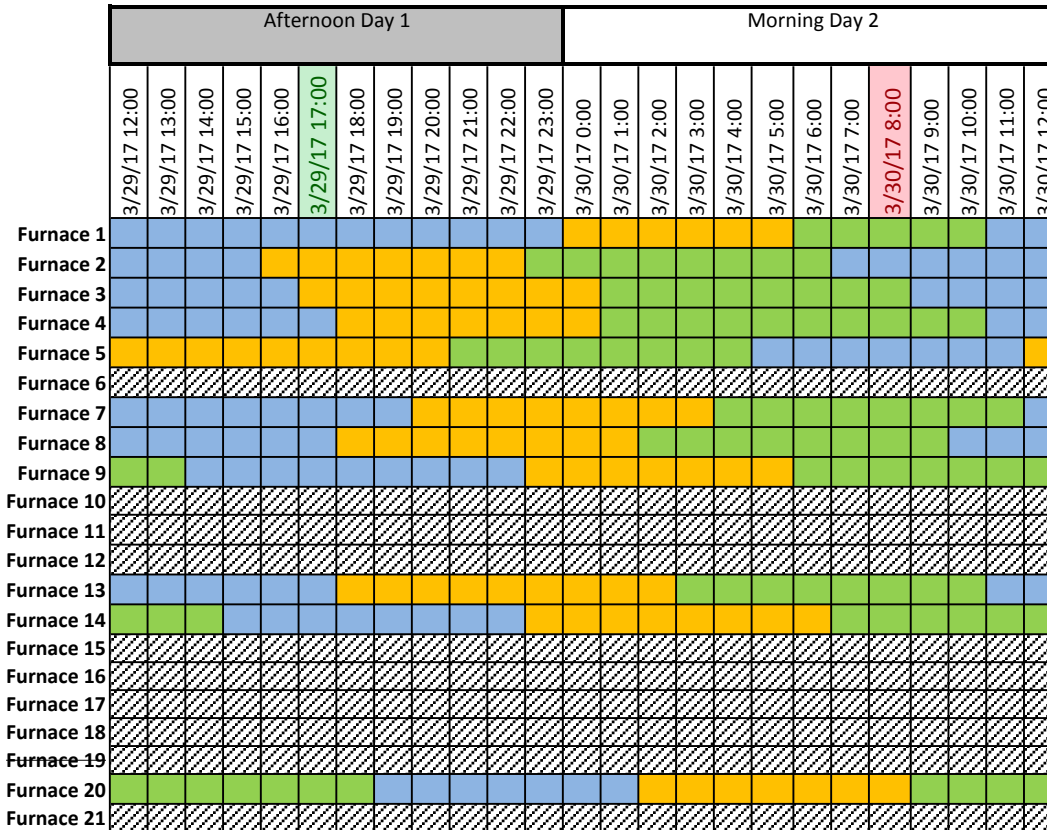 Afternoon Day 1
Morning Day 2
3/29/17 12:00
3/29/17 13:00
3/29/17 14:00
3/29/17 15:00
3/29/17 16:00
3/29/17 17:00
3/29/17 18:00
3/29/17 19:00
3/29/17 20:00
3/29/17 21:00
3/29/17 22:00
3/29/17 23:00
3/30/17 0:00
3/30/17 1:00
3/30/17 2:00
3/30/17 3:00
3/30/17 4:00
3/30/17 5:00
3/30/17 6:00
3/30/17 7:00
3/30/17 8:00
3/30/17 9:00
3/30/17 10:00
3/30/17 11:00
3/30/17 12:00
Furnace 1
Furnace 2
Furnace 3
Furnace 4
Furnace 5
Furnace 6
Furnace 7
Furnace 8
Furnace 9
Furnace 10
Furnace 11
Furnace 12
Furnace 13
Furnace 14
Furnace 15
Furnace 16
Furnace 17
Furnace 18
Furnace 19
Furnace 20
Furnace 21